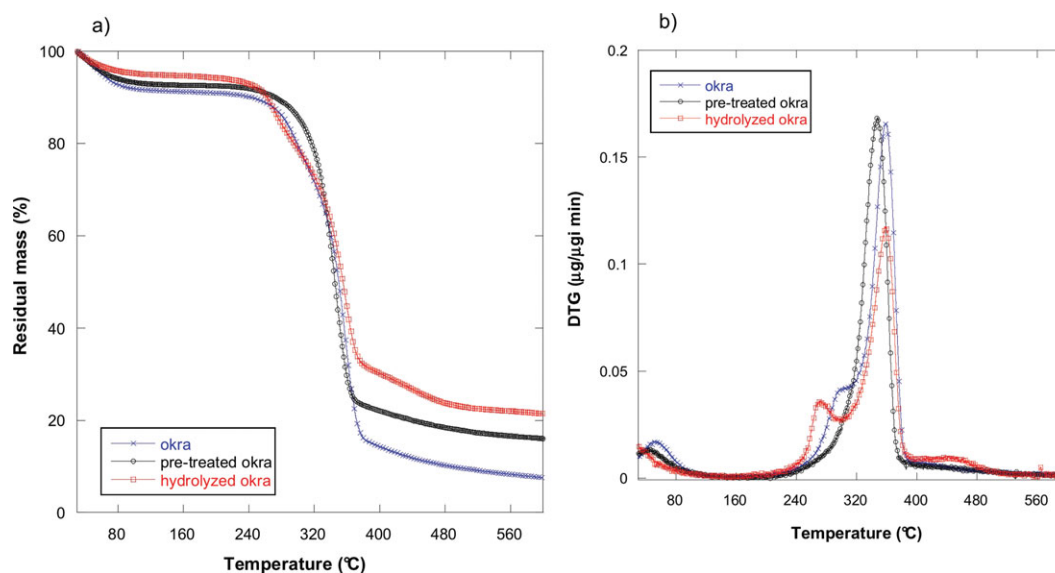 a)
100
80
60
40
20
0
Residual mass (%)
okra
pre-treated okra
hydrolyzed okra
80 160 240 320 400 480 560
Temperature (°C)
b)
0.2
0.15
0.1
0.05
0
DTG (µg/µgi min)
okra
pre-treated okra
hydrolyzed okra
80 160 240 320 400 480 560
Temperature (°C)